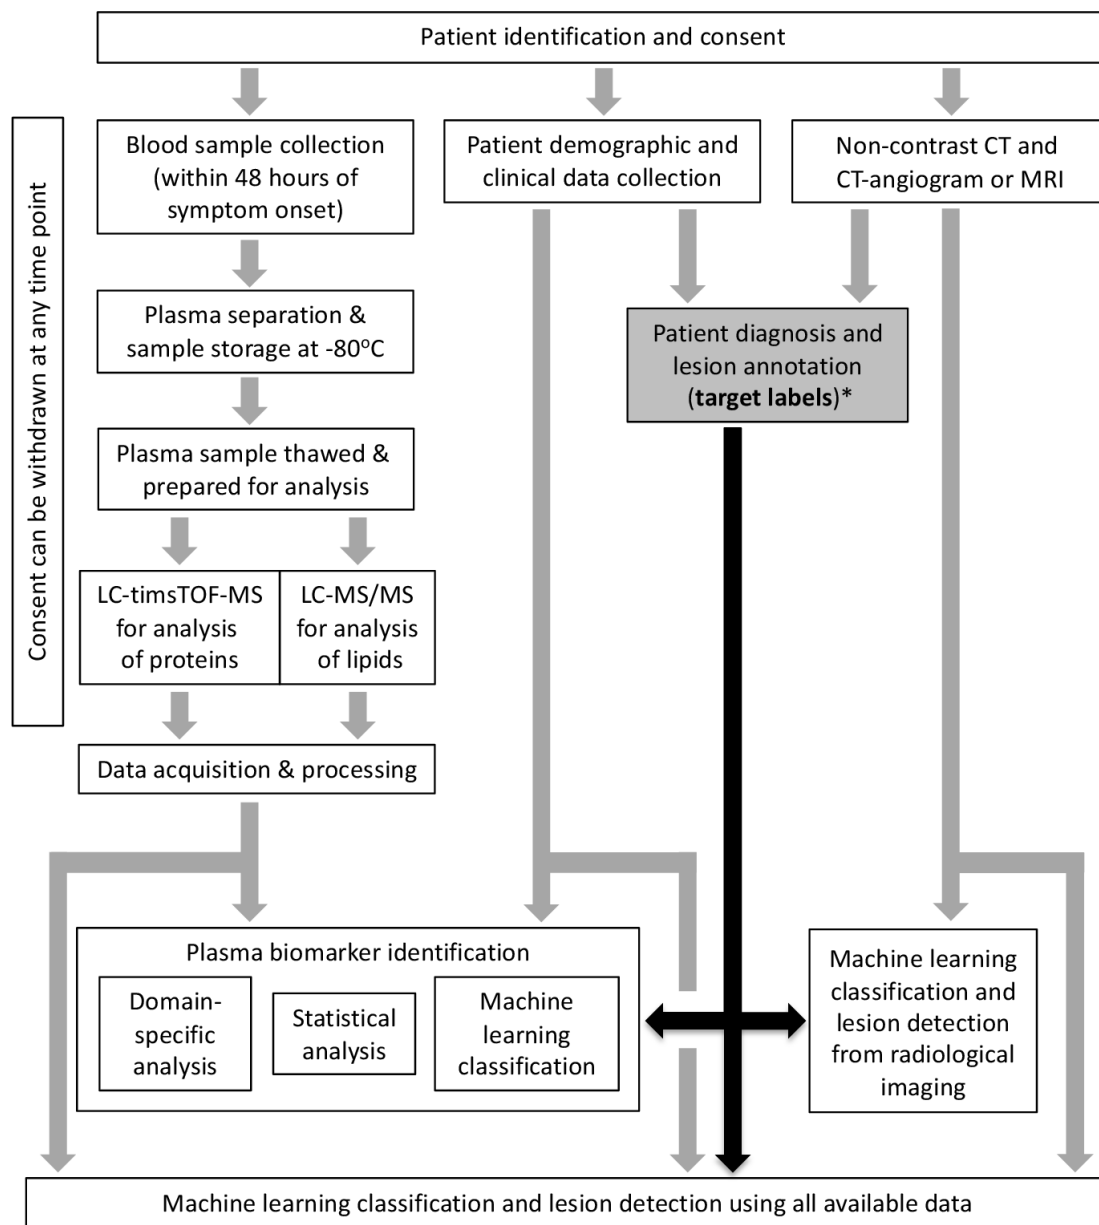 Patient identification and consent
Consent can be withdrawn at any time point
Blood sample collection
(within 48 hours of
symptom onset)
Patient demographic and
clinical data collection
Non-contrast CT and
CT-angiogram or MRI
Plasma separation &
sample storage at -80°C
Patient diagnosis and
lesion annotation
(target labels)*
Plasma sample thawed &
prepared for analysis
LC-timsTOF-MS
for analysis
of proteins
LC-MS/MS
for analysis
of lipids
Data acquisition & processing
Plasma biomarker identification
Domain-
specific
analysis
Statistical
analysis
Machine
learning
classification
Machine learning
classification and
lesion detection
from radiological
imaging
Machine learning classification and lesion detection using all available data